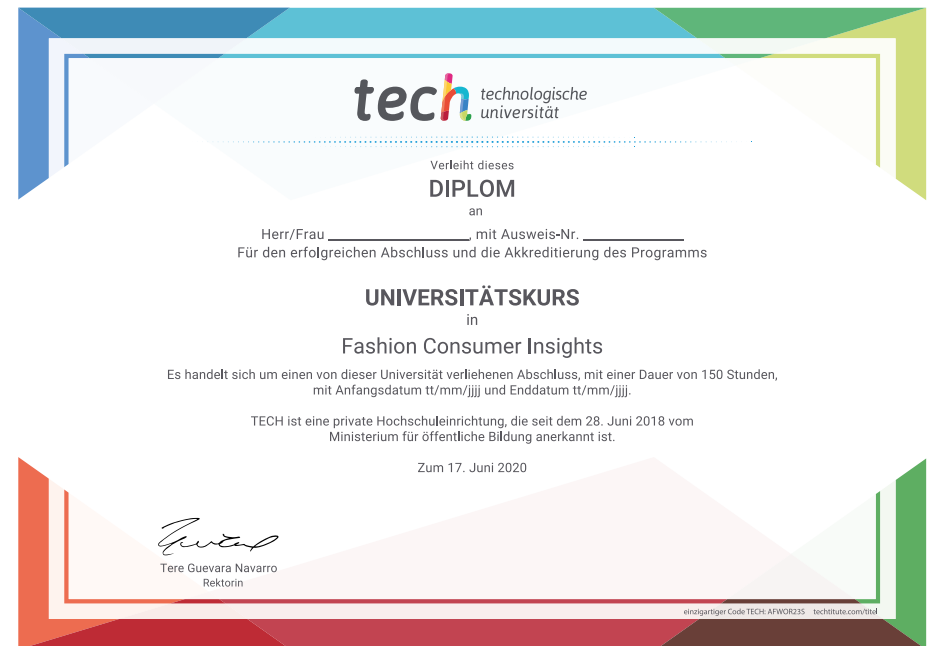 tech technologische
universität
Verleiht dieses
DIPLOM
an
Herr/Frau ____________________, mit Ausweis-Nr. ______________
Für den erfolgreichen Abschluss und die Akkreditierung des Programms
UNIVERSITÄTSKURS
in
Fashion Consumer Insights
Es handelt sich um einen von dieser Universität verliehenen Abschluss, mit einer Dauer von 150 Stunden,
mit Anfangsdatum tt/mm/jjjj und Enddatum tt/mm/jjjj.
TECH ist eine private Hochschuleinrichtung, die seit dem 28. Juni 2018 vom
Ministerium für öffentliche Bildung anerkannt ist.
Zum 17. Juni 2020
Tere Guevara Navarro
Rektorin
einzigartiger Code TECH: AFWOR23S techtitute.com/titel